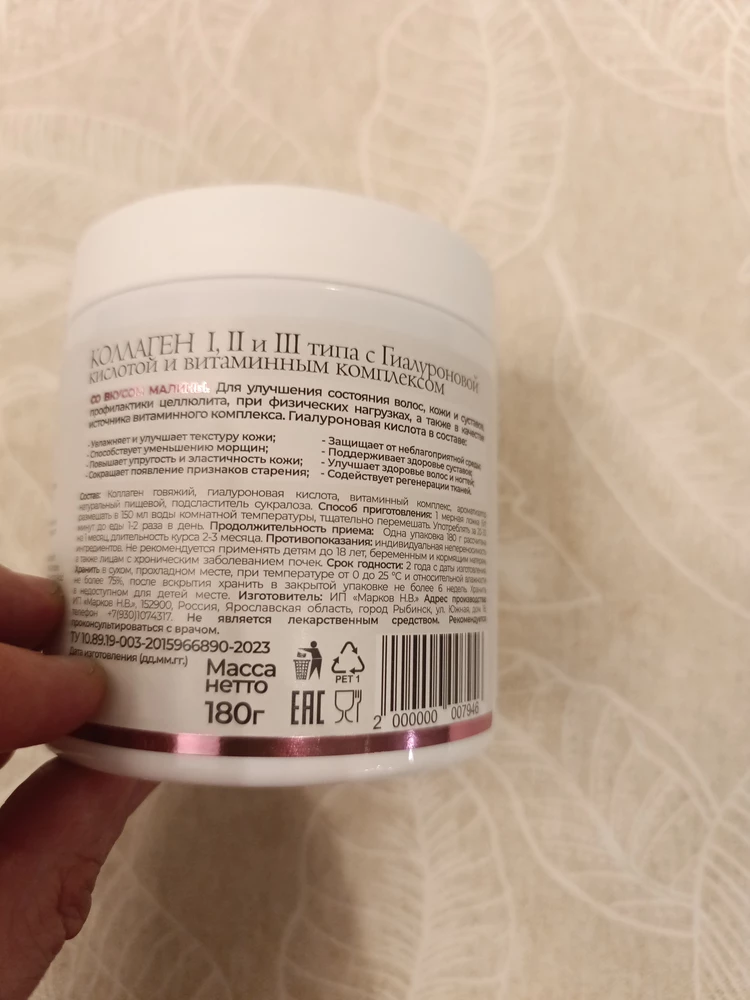 КОЛЛАГЕН I, II и III типа с Гиалуроновой
кислотой и витаминным комплексом
СО ВКУСОМ МАЛИНЫ. Для улучшения состояния волос, кожи и суставов,
профилактики целлюлита, при физических нагрузках, а также в качестве
источника витаминного комплекса. Гиалуроновая кислота в составе:
- Увлажняет и улучшает текстуру кожи;
- Способствует уменьшению морщин;
- Повышает упругость и эластичность кожи;
- Сокращает появление признаков старения;
- Защищает от неблагоприятной среды;
- Поддерживает здоровье суставов;
- Улучшает здоровье волос и ногтей;
- Содействует регенерации тканей.
Состав: Коллаген говяжий, гиалуроновая кислота, витаминный комплекс, ароматизатор
натуральный пищевой, подсластитель сукралоза. Способ приготовления: 1 мерная ложка
размешать в 150 мл воды комнатной температуры, тщательно перемешать. Употреблять за
минут до еды 1-2 раза в день. Продолжительность приема: Одна упаковка 180 г рассчитана
на 1 месяц, длительность курса 2-3 месяца. Противопоказания: индивидуальная непереносимость
ингредиентов. Не рекомендуется применять детям до 18 лет, беременным и кормящим матерям,
а также лицам с хроническим заболеванием почек. Срок годности: 2 года с даты изготовления.
Хранить в сухом, прохладном месте, при температуре от 0 до 25 °С и относительной влажности
не более 75%, после вскрытия хранить в закрытой упаковке не более 6 недель. Хранить
в недоступном для детей месте. Изготовитель: ИП «Марков Н.В.» Адрес производства:
ИП «Марков Н.В.», 152900, Россия, Ярославская область, город Рыбинск, ул. Южная, дом
телефон +7(930)1074317. Не является лекарственным средством. Рекомендуется
проконсультироваться с врачом.
ТУ 10.89.19-003-2015966890-2023
Дата изготовления (дд.мм.гг.)
Масса
нетто
180г
PET 1
EAC
2 000000 007946